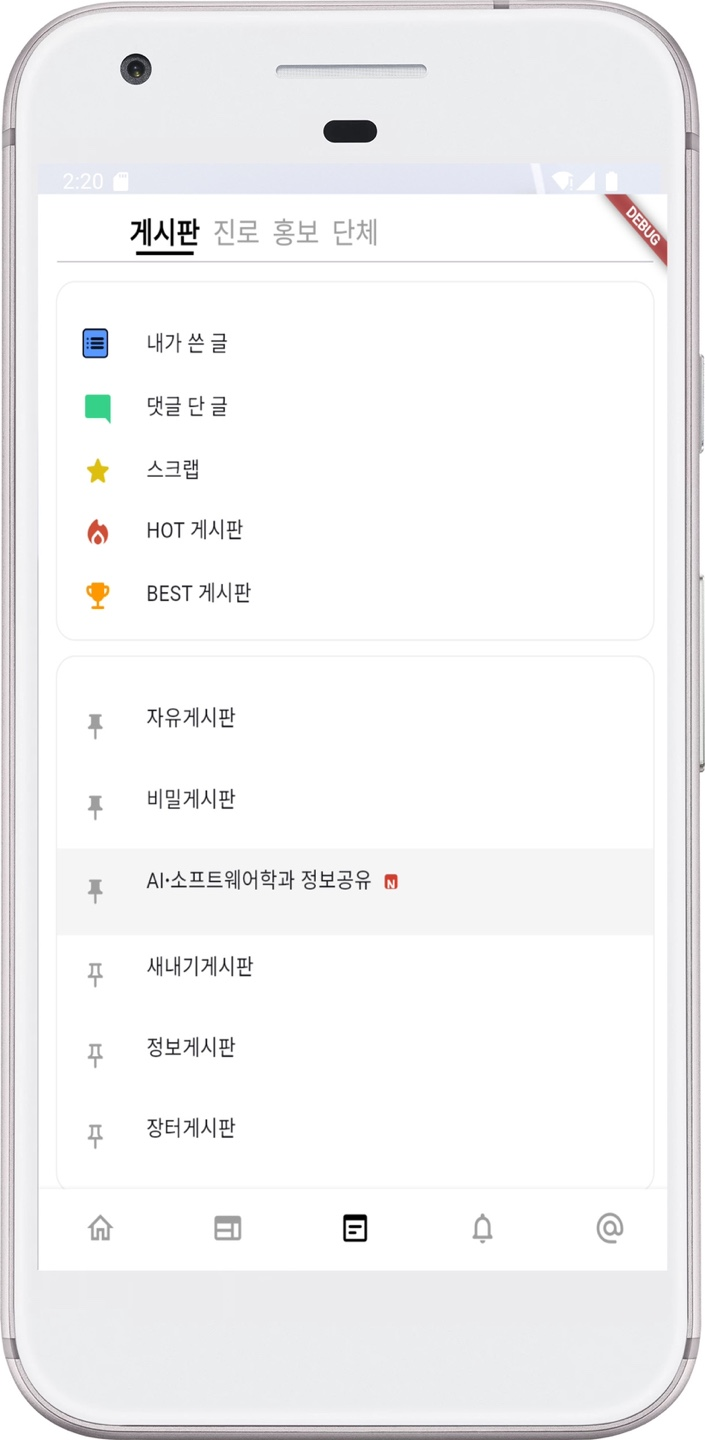 2:20
DEBUG
게시판 진로 홍보 단체
내가 쓴 글
댓글 단 글
스크랩
HOT 게시판
BEST 게시판
자유게시판
비밀게시판
AI·소프트웨어학과 정보공유 N
새내기게시판
정보게시판
장터게시판